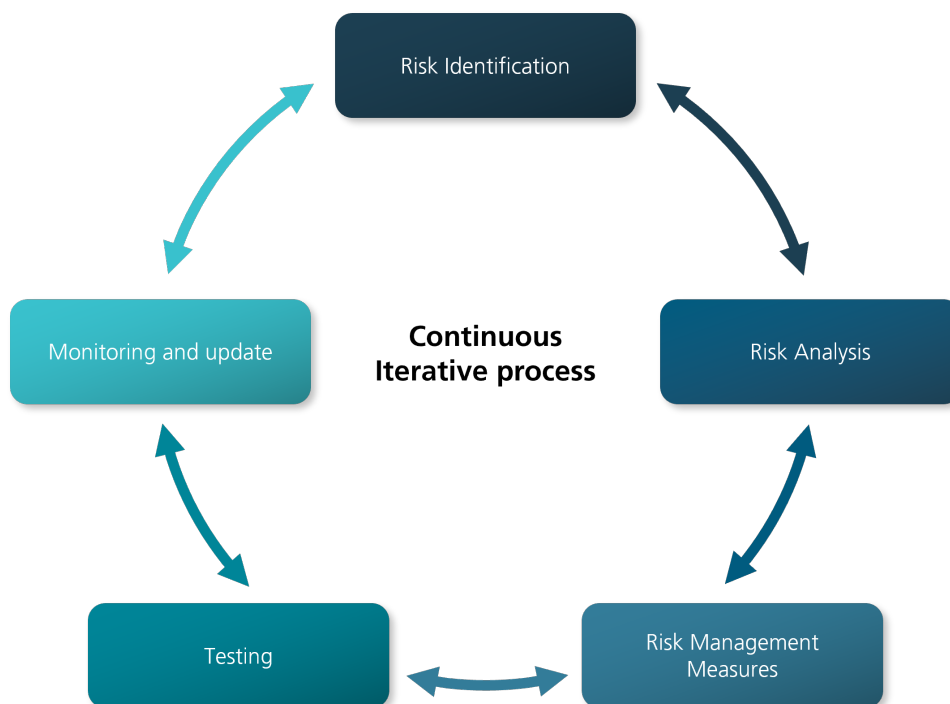 Risk Identification
Risk Analysis
Risk Management
Measures
Testing
Monitoring and update
Continuous
Iterative process